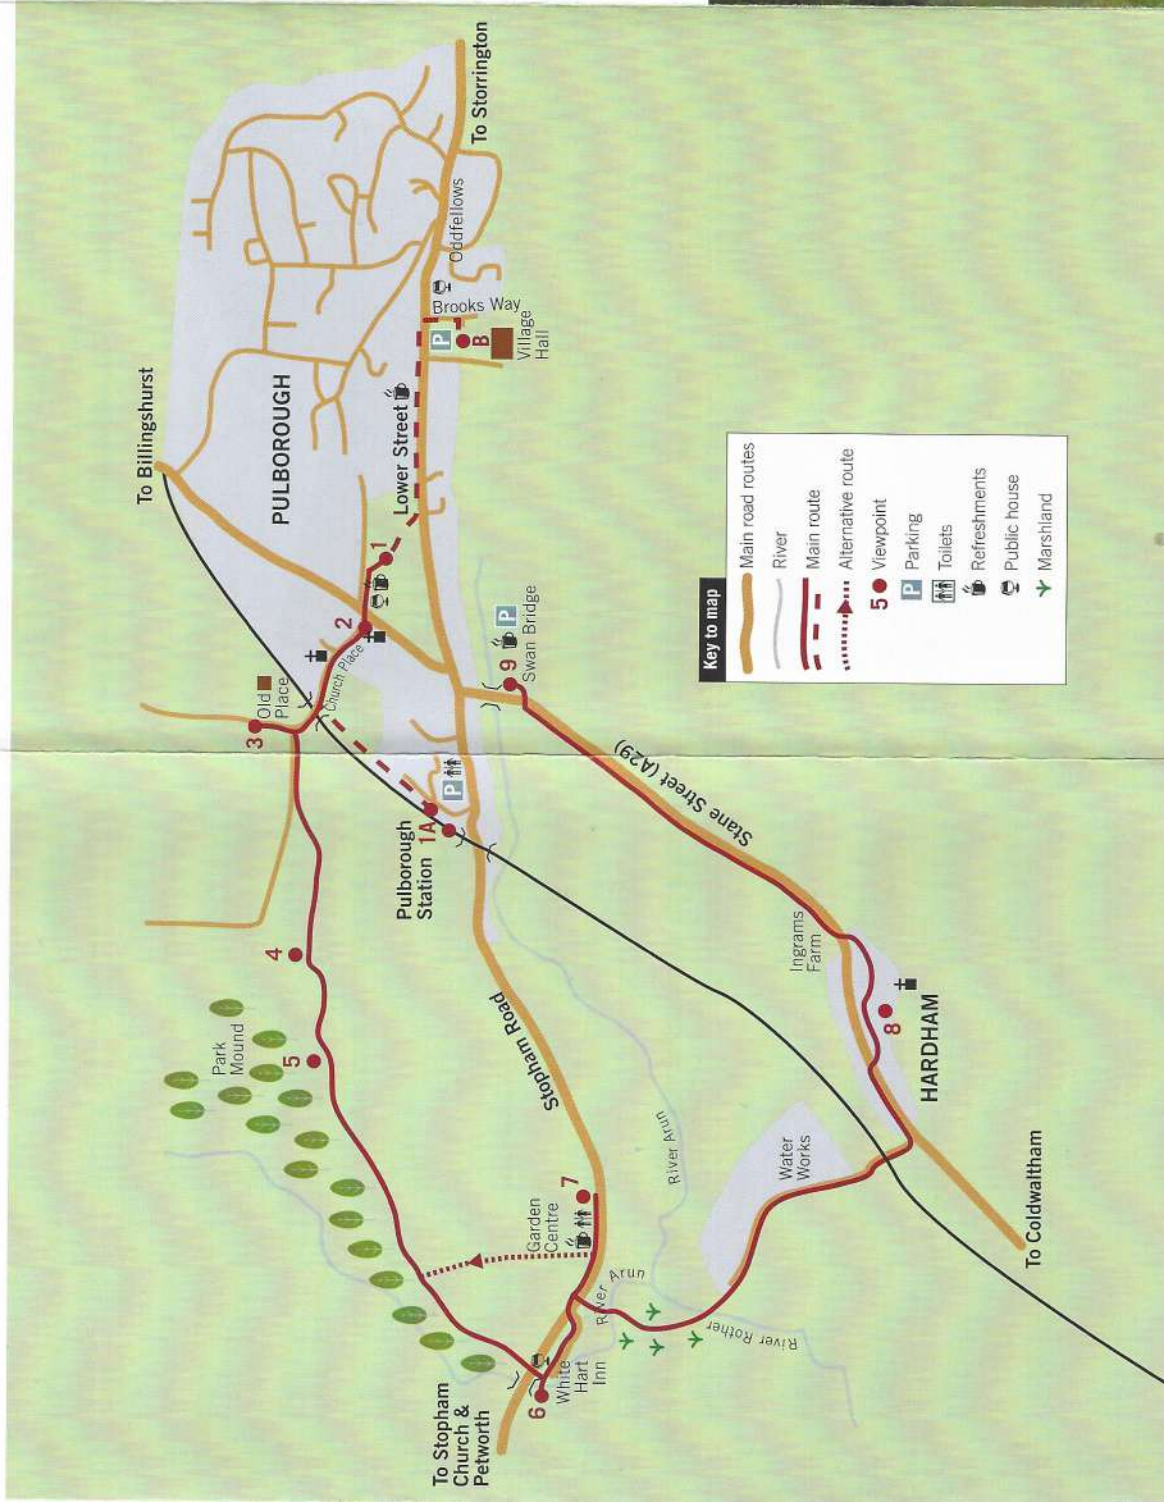 To Stopham
Church &
Petworth
6
White
Hart
Inn
Garden
Centre
7
River Arun
River Arun
River Rother
Water
Works
To Coldwaltham
HARDHAM
8
Ingrams
Farm
Stopham Road
Park
Mound
5
4
Pulborough
Station 1A
P
3
Old
Place
Church Place
2
1
Stane Street (A29)
9
Swan Bridge
P
To Billingshurst
PULBOROUGH
Lower Street
P
B
Brooks Way
Village
Hall
Oddfellows
To Storrington
Key to map
Main road routes
River
Main route
Alternative route
5 Viewpoint
P Parking
Toilets
Refreshments
Public house
Marshland